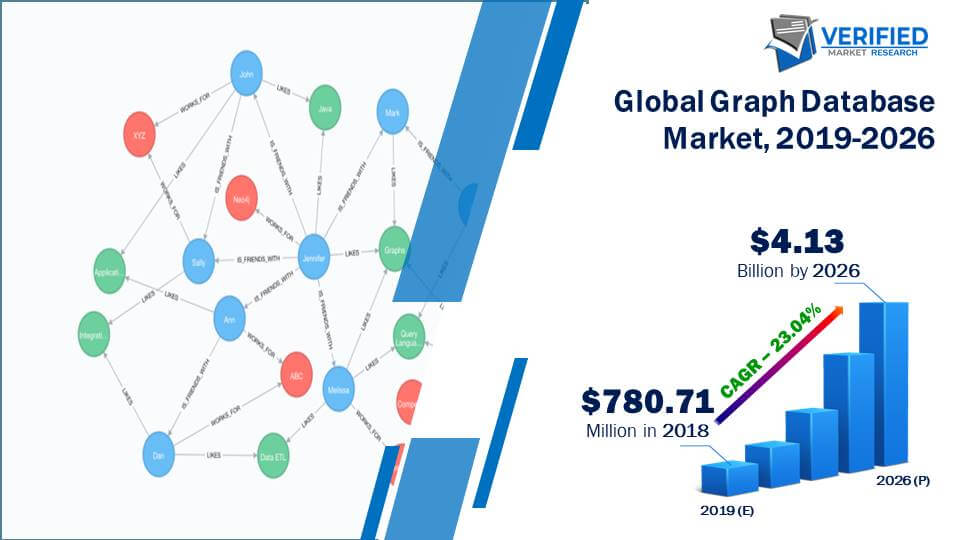 VERIFIED
MARKET RESEARCH
Global Graph Database
Market, 2019-2026
John
LIKES
WORKS_FOR
Java
Mark
XYZ
LIKES
IS_FRIENDS_WITH
IS_FRIENDS_WITH
LIKES
IS_FRIENDS_WITH
LIKES
IS_FRIENDS_WITH
WORKS_FOR
Neo4j
WORKS_FOR
Sally
IS_FRIENDS_WITH
Jennifer
LIKES
Graphs
Applicati...
LIKES
LIKES
IS_FRIENDS_WITH
IS_FRIENDS_WITH
LIKES
LIKES
Ann
Integrati...
WORKS_FOR
Query
Langua...
LIKES
IS_FRIENDS_WITH
ABC
Melissa
LIKES
WORKS_FOR
LIKES
WORKS_FOR
Dan
LIKES
Data ETL
$4.13
Billion by 2026
CAGR – 23.04%
$780.71
Million in 2018
2019 (E)
2026 (P)